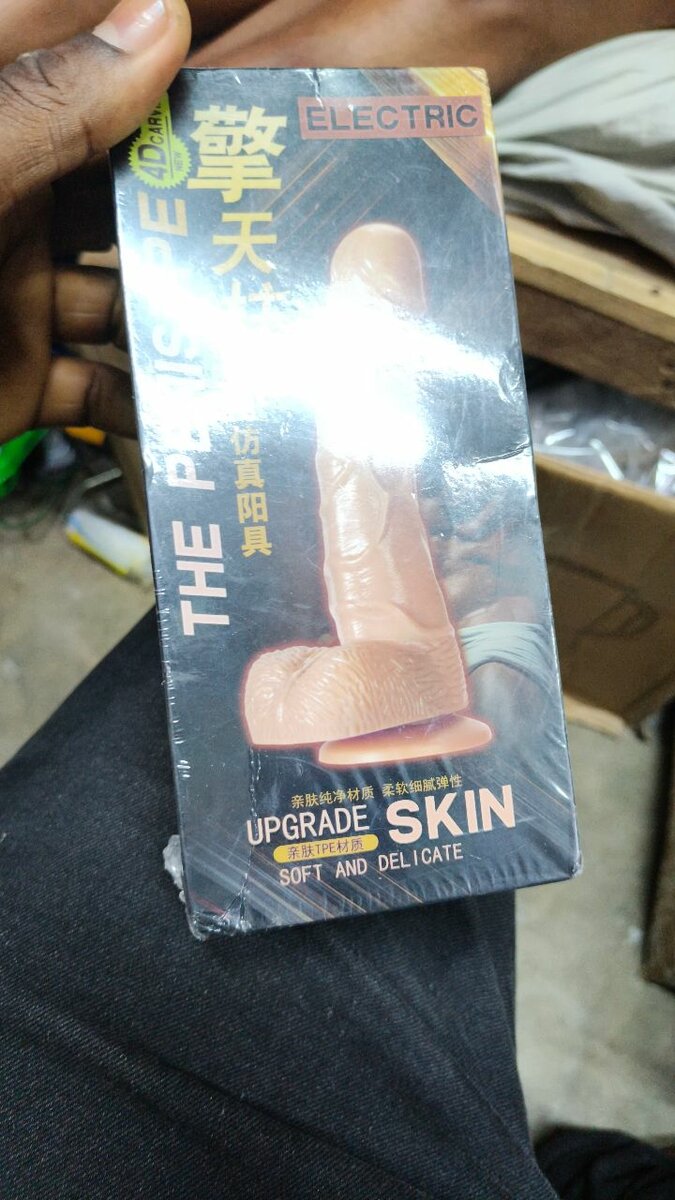 ELECTRIC
4D
NEW
擎天
仿真阳具
THE
亲肤纯净材质 柔软细腻弹性
UPGRADE SKIN
亲肤TPE材质
SOFT AND DELICATE